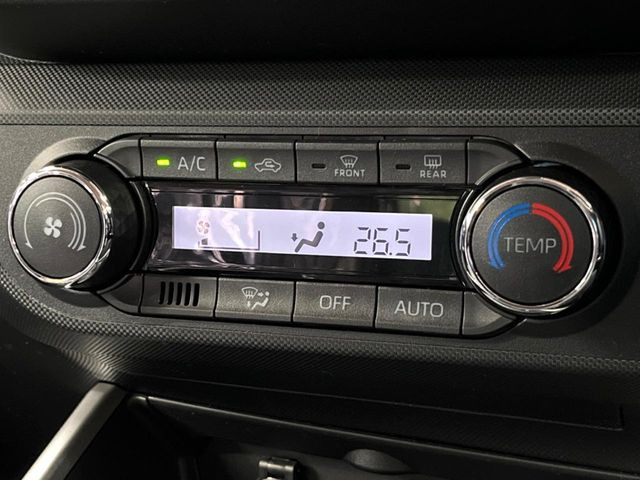 A/C
FRONT
REAR
26.5
TEMP
OFF
AUTO